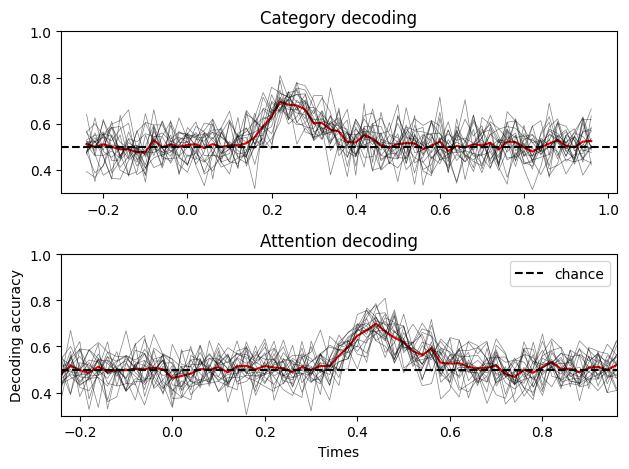 Category decoding
1.0
0.8
0.6
0.4
−0.2 0.0 0.2 0.4 0.6 0.8 1.0
Attention decoding
Decoding accuracy
1.0
0.8
0.6
0.4
chance
−0.2 0.0 0.2 0.4 0.6 0.8
Times